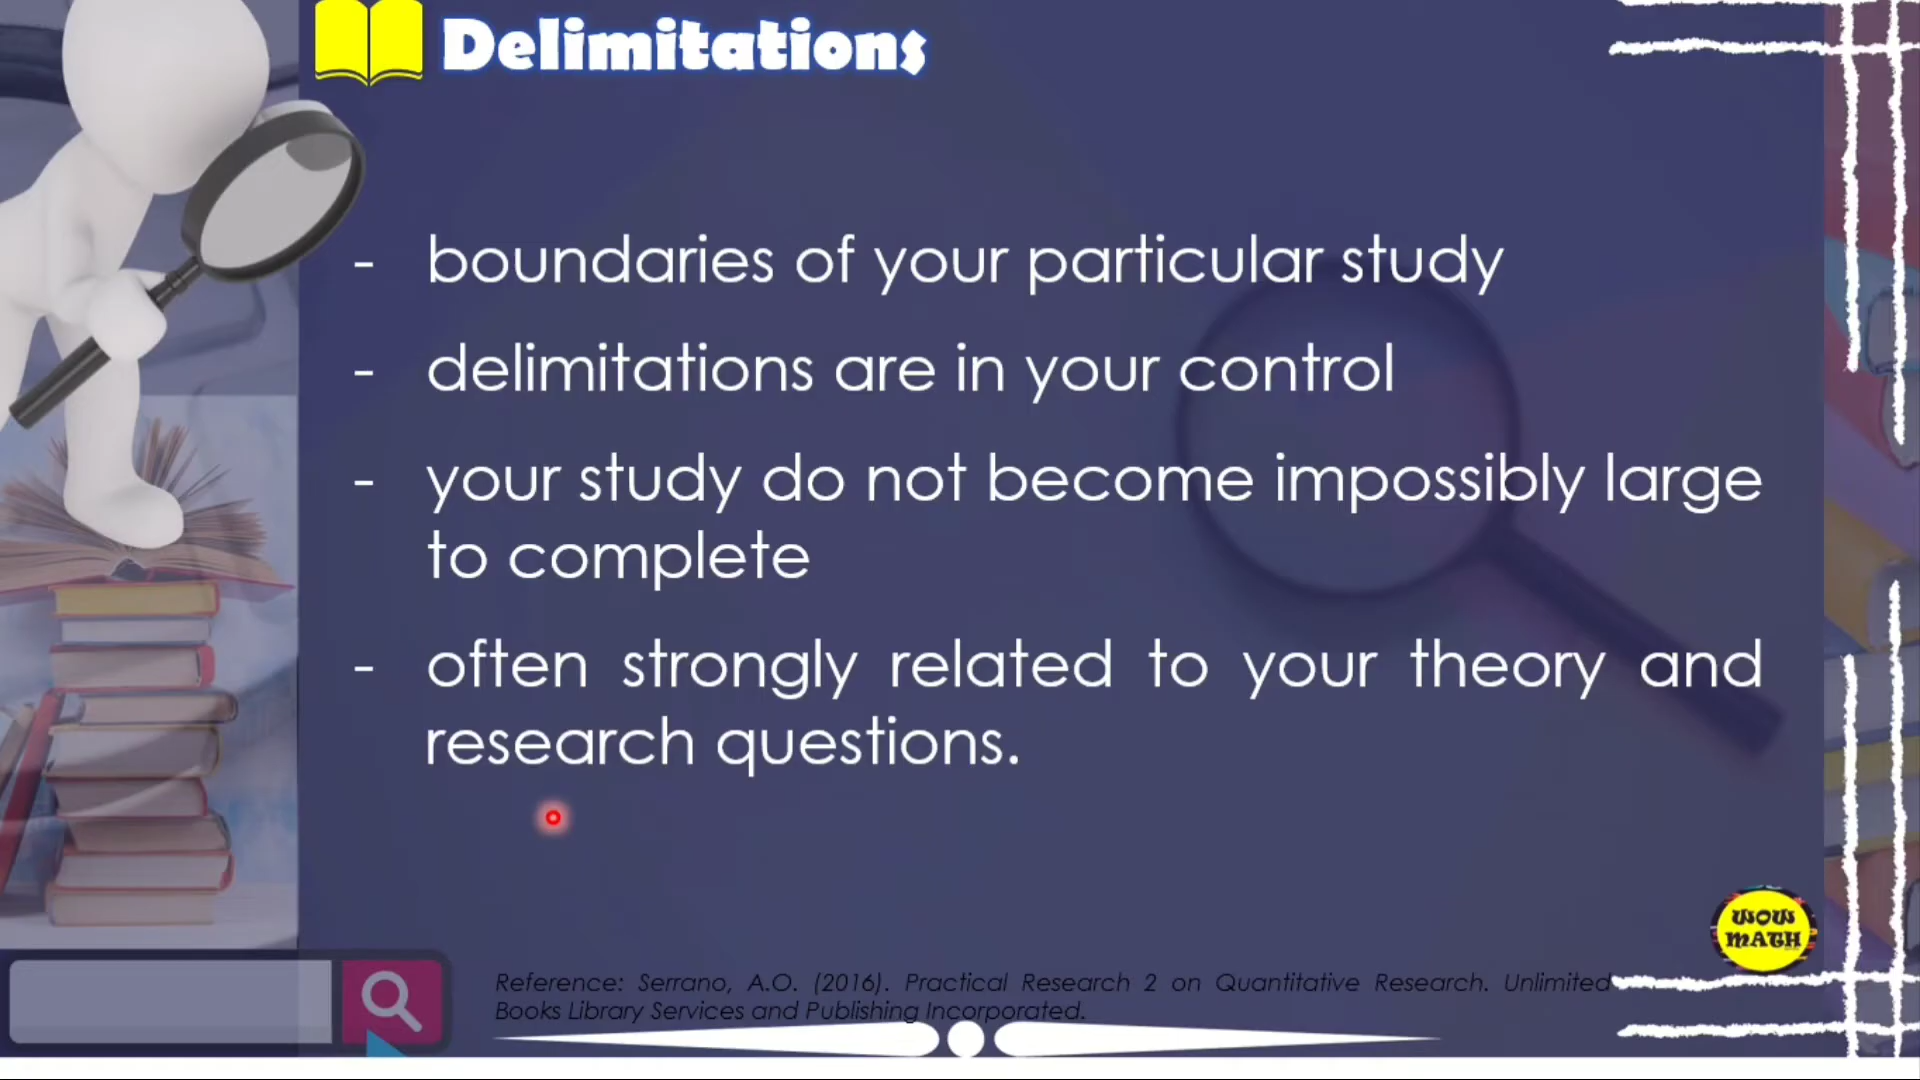 Delimitations
- boundaries of your particular study
- delimitations are in your control
- your study do not become impossibly large
to complete
- often strongly related to your theory and
research questions.
WOW
MATH
Reference: Serrano, A.O. (2016). Practical Research 2 on Quantitative Research. Unlimited
Books Library Services and Publishing Incorporated.